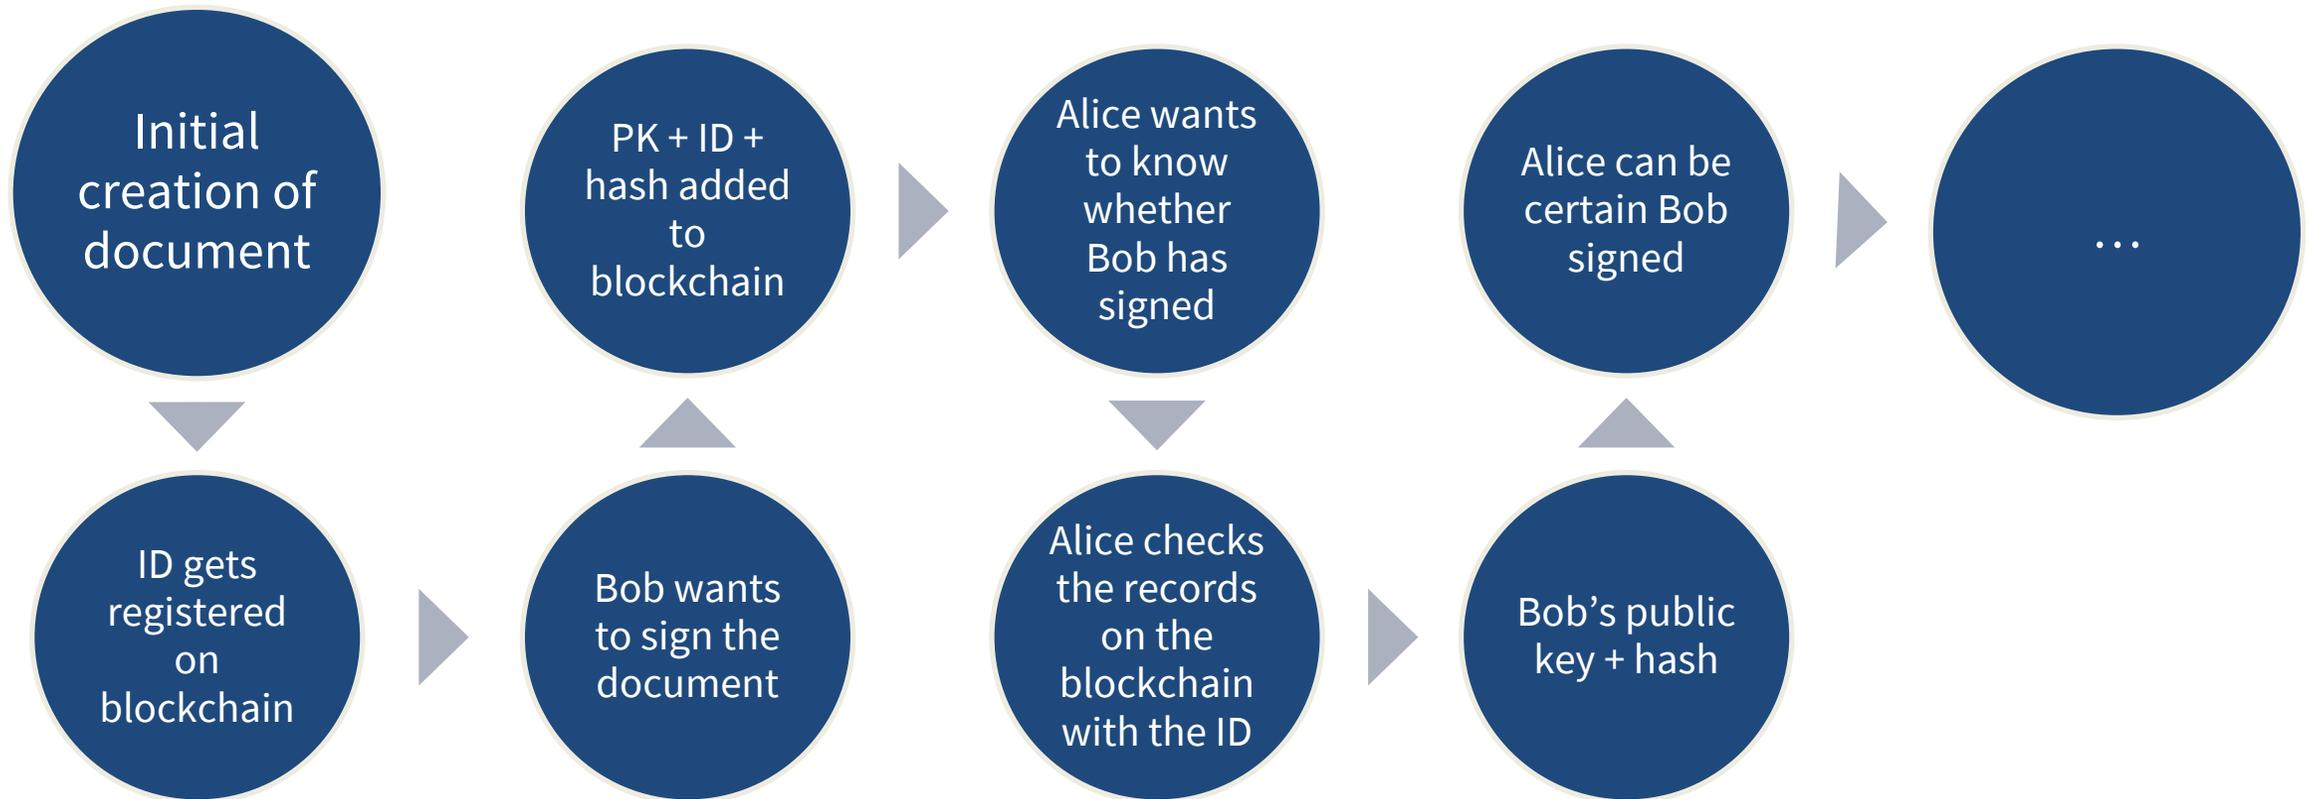 Initial
creation of
document
ID gets
registered
on
blockchain
Bob wants
to sign the
document
PK + ID +
hash added
to
blockchain
Alice wants
to know
whether
Bob has
signed
Alice checks
the records
on the
blockchain
with the ID
Bob’s public
key + hash
Alice can be
certain Bob
signed
…